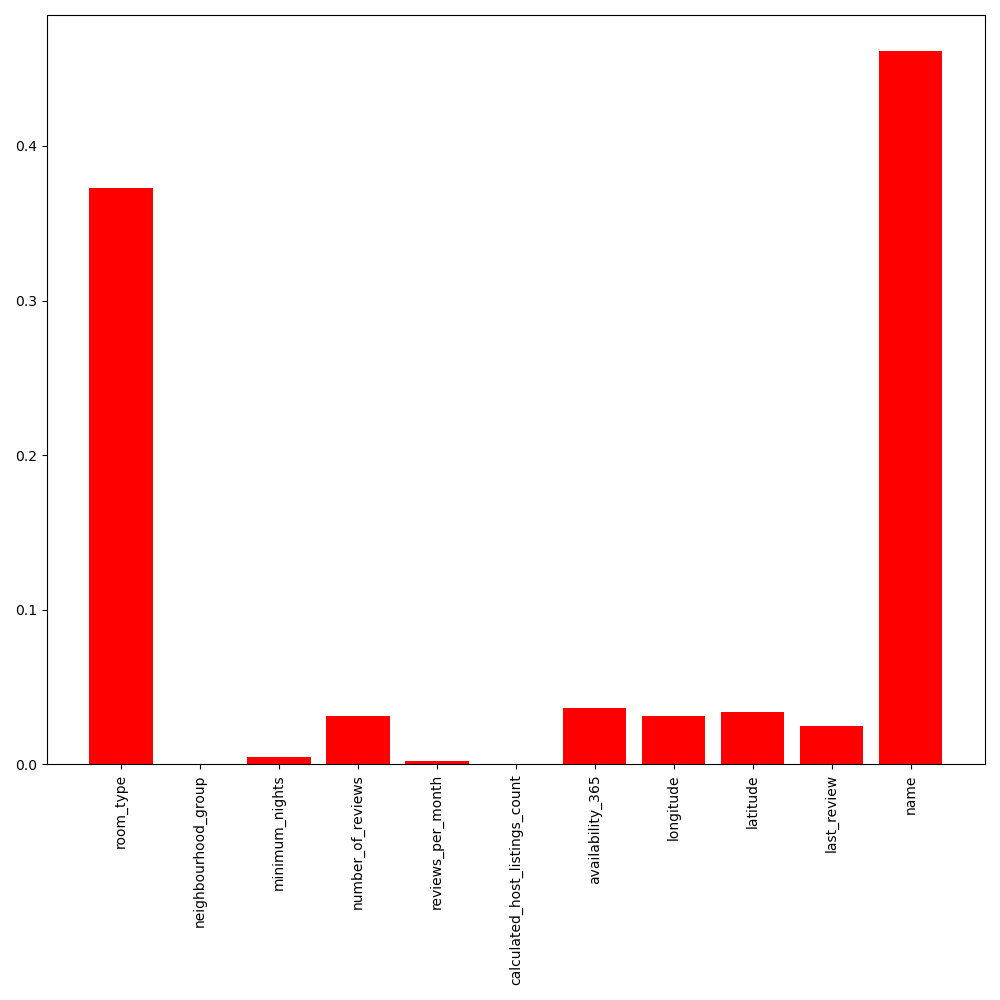 0.4
0.3
0.2
0.1
0.0
room_type
neighbourhood_group
minimum_nights
number_of_reviews
reviews_per_month
calculated_host_listings_count
availability_365
longitude
latitude
last_review
name